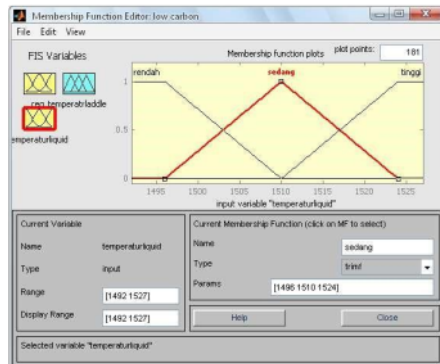 Membership Function Editor: low carbon
File Edit View
FIS Variables
Membership function plots plot points: 181
rendah sedang tinggi
1
0.5
0
1495 1500 1505 1510 1515 1520 1525
input variable "temperaturliquid"
temperatrladdle
emperaturliquid
Current Variable
Name temperaturliquid
Type input
Range [1492 1527]
Display Range [1492 1527]
Current Membership Function (click on MF to select)
Name sedang
Type trimf
Params [1496 1510 1524]
Help Close
Selected variable "temperaturliquid"